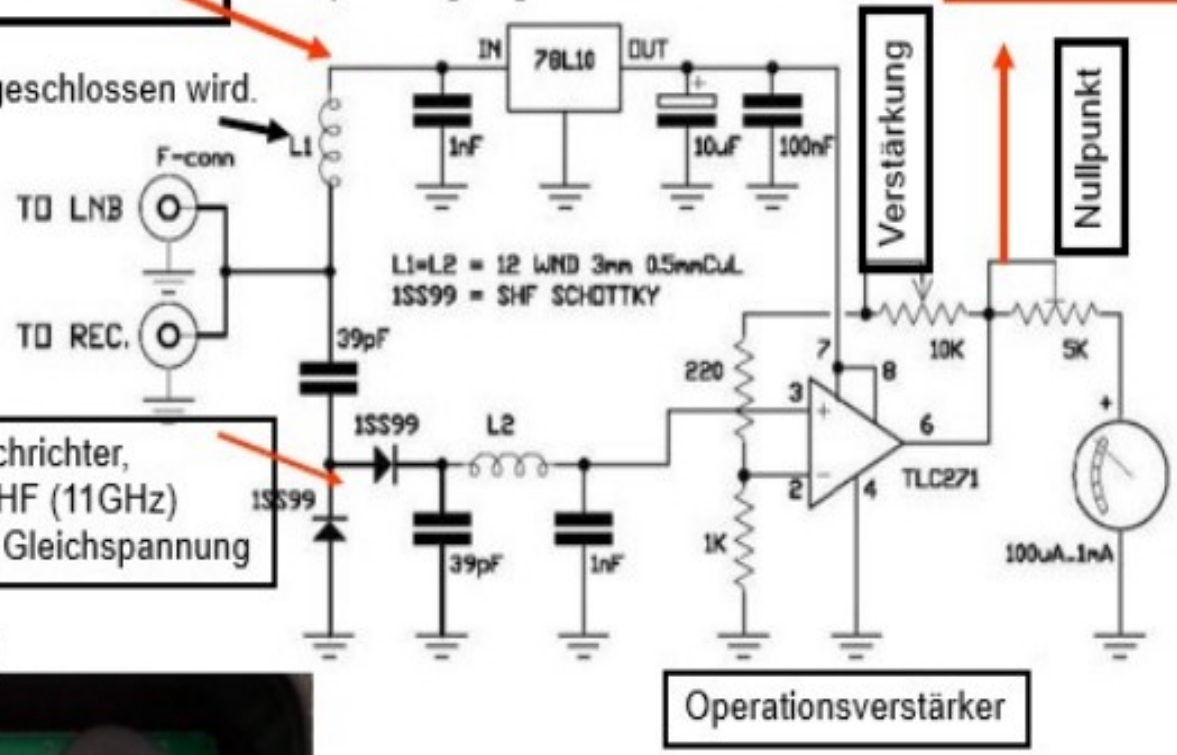 geschlossen wird.
IN
78L10
OUT
+
1nF
10uF
100nF
L1
F-conn
TO LNB
TO REC.
L1=L2 = 12 WND 3mm 0.5mmCuL
1SS99 = SHF SCHOTTKY
Verstärkung
Nullpunkt
39pF
220
7
8
10K
5K
3
+
6
+
1SS99
L2
chrichter,
HF (11GHz)
Gleichspannung
1SS99
2
-
4
TLC271
39pF
1nF
1K
100uA-1mA
Operationsverstärker